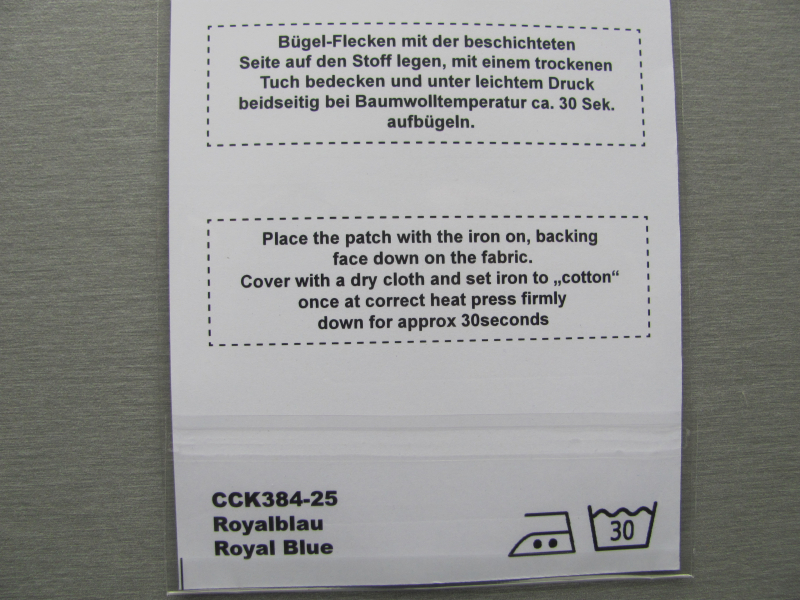 Bügel-Flecken mit der beschichteten
Seite auf den Stoff legen, mit einem trockenen
Tuch bedecken und unter leichtem Druck
beidseitig bei Baumwolltemperatur ca. 30 Sek.
aufbügeln.
Place the patch with the iron on, backing
face down on the fabric.
Cover with a dry cloth and set iron to „cotton“
once at correct heat press firmly
down for approx 30seconds
CCK384-25
Royalblau
Royal Blue
30